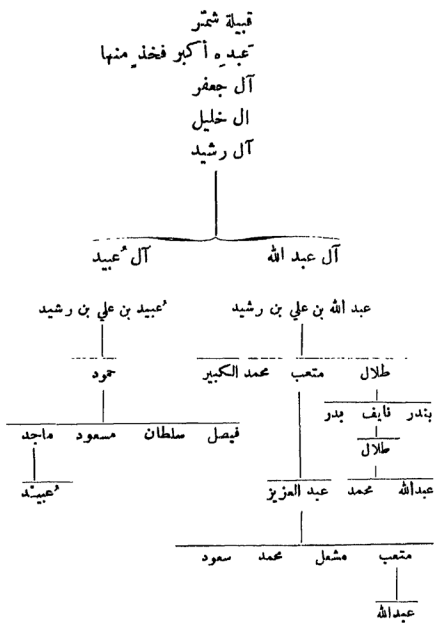 قبيلة شمّر
عبدهِ أكبر فخذٍ منها
آل جعفر
ال خليل
آل رشيد
آل عبد الله آل عُبيد
عبد الله بن علي بن رشيد عُبيد بن علي بن رشيد
طلال متعب محمد الكبير حمود
بندر نايف بدر
فيصل سلطان مسعود ماجد
طلال
عبدالله محمد عبد العزيز عُبيد
متعب مشعل محمد سعود
عبدالله